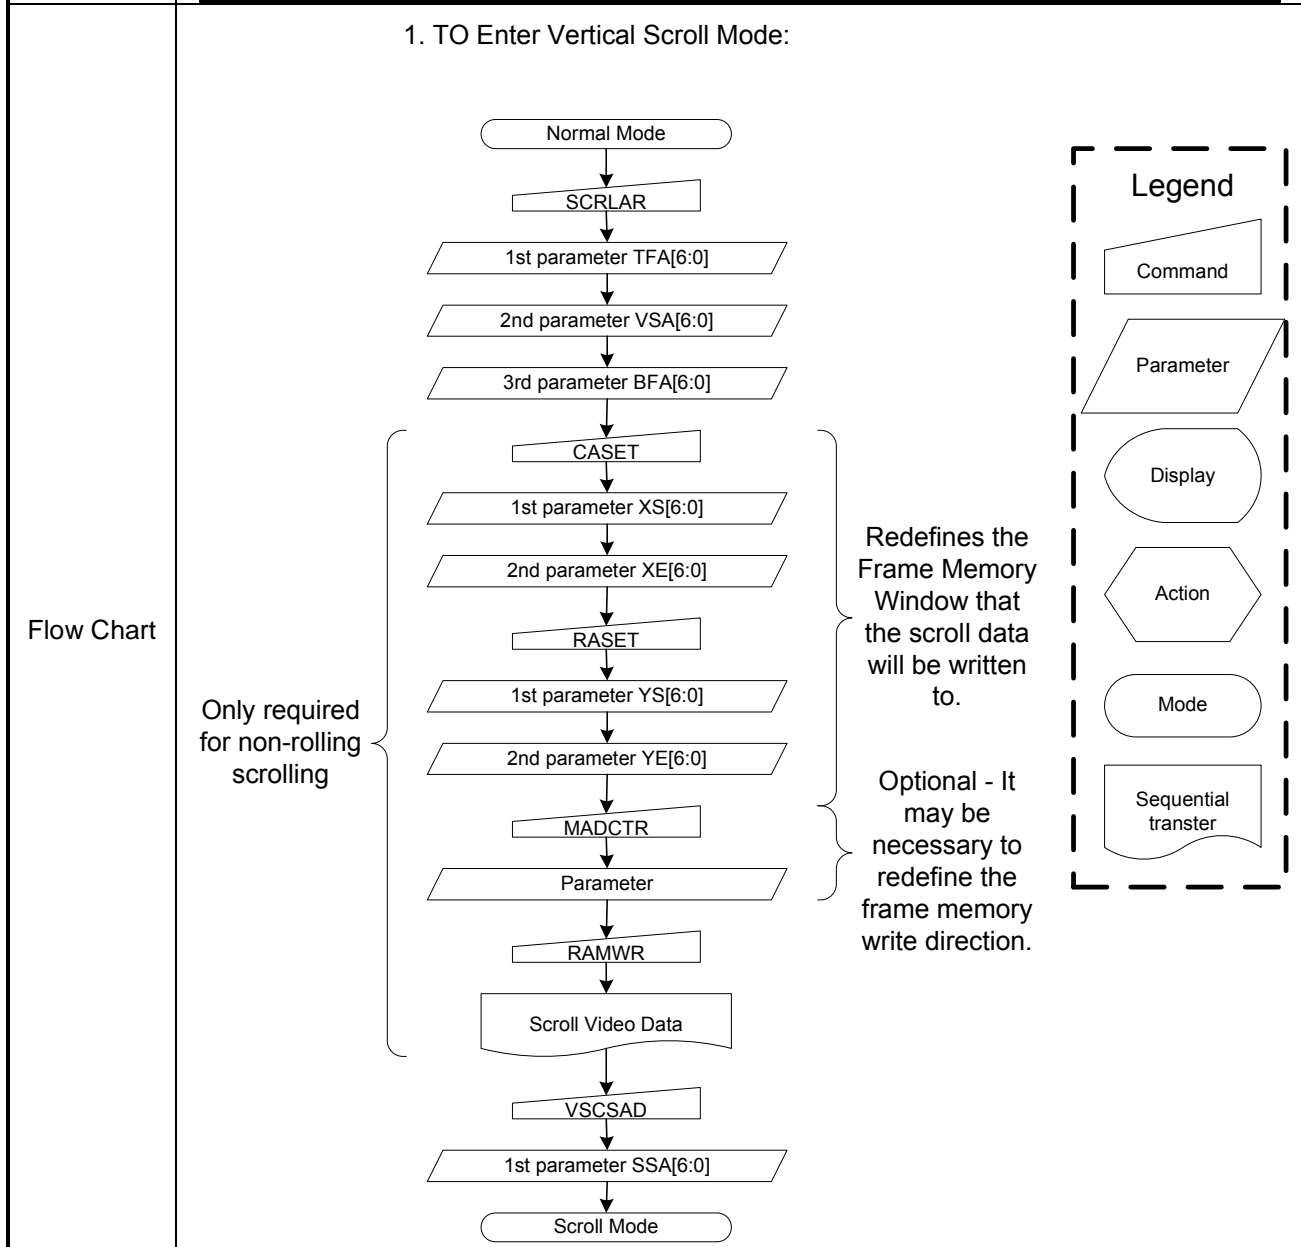 1. TO Enter Vertical Scroll Mode:
Normal Mode
SCRLAR
1st parameter TFA[6:0]
2nd parameter VSA[6:0]
3rd parameter BFA[6:0]
CASET
1st parameter XS[6:0]
2nd parameter XE[6:0]
RASET
1st parameter YS[6:0]
2nd parameter YE[6:0]
MADCTR
Parameter
RAMWR
Scroll Video Data
VSCSAD
1st parameter SSA[6:0]
Scroll Mode
Flow Chart
Only required
for non-rolling
scrolling
Redefines the
Frame Memory
Window that
the scroll data
will be written
to.
Optional - It
may be
necessary to
redefine the
frame memory
write direction.
Legend
Command
Parameter
Display
Action
Mode
Sequential
transter